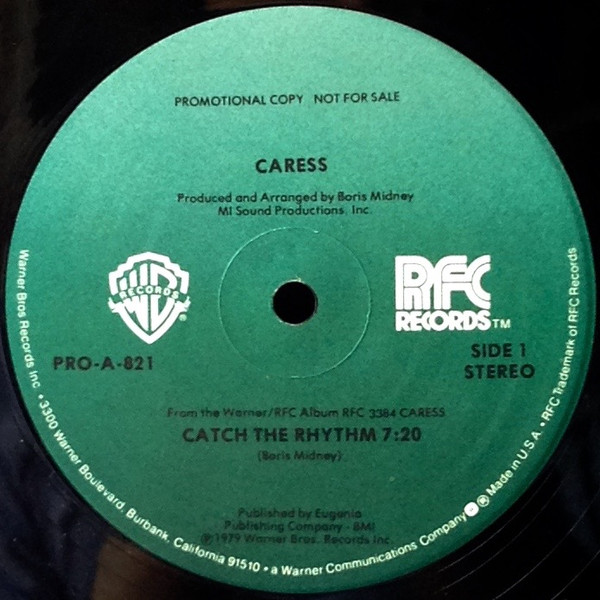 PROMOTIONAL COPY NOT FOR SALE
CARESS
Produced and Arranged by Boris Midney
MI Sound Productions, Inc.
W
RECORDS
®
RFC
RECORDS TM
PRO-A-821
SIDE 1
STEREO
From the Warner/RFC Album RFC 3384 CARESS
CATCH THE RHYTHM 7:20
(Boris Midney)
Published by Eugenia
Publishing Company - BMI
℗1979 Warner Bros. Records Inc.
Warner Bros Records Inc. • 3300 Warner Boulevard, Burbank, California 91510 • a Warner Communications Company ® Made in U.S.A. • RFC Trademark of RFC Records